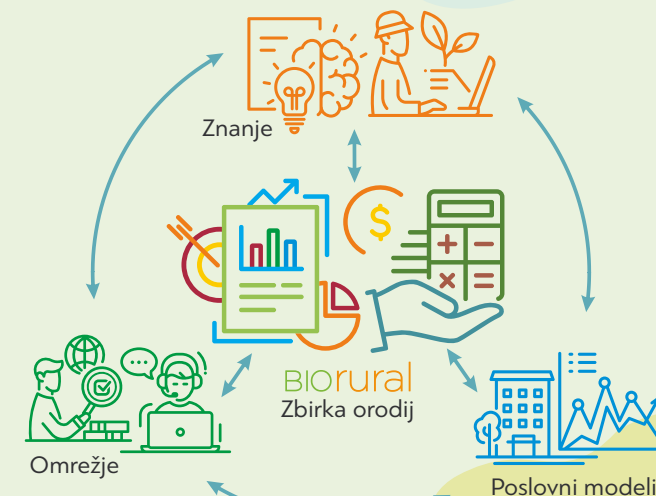 Znanje
$
BIOrural
Zbirka orodij
Omrežje
Poslovni modeli